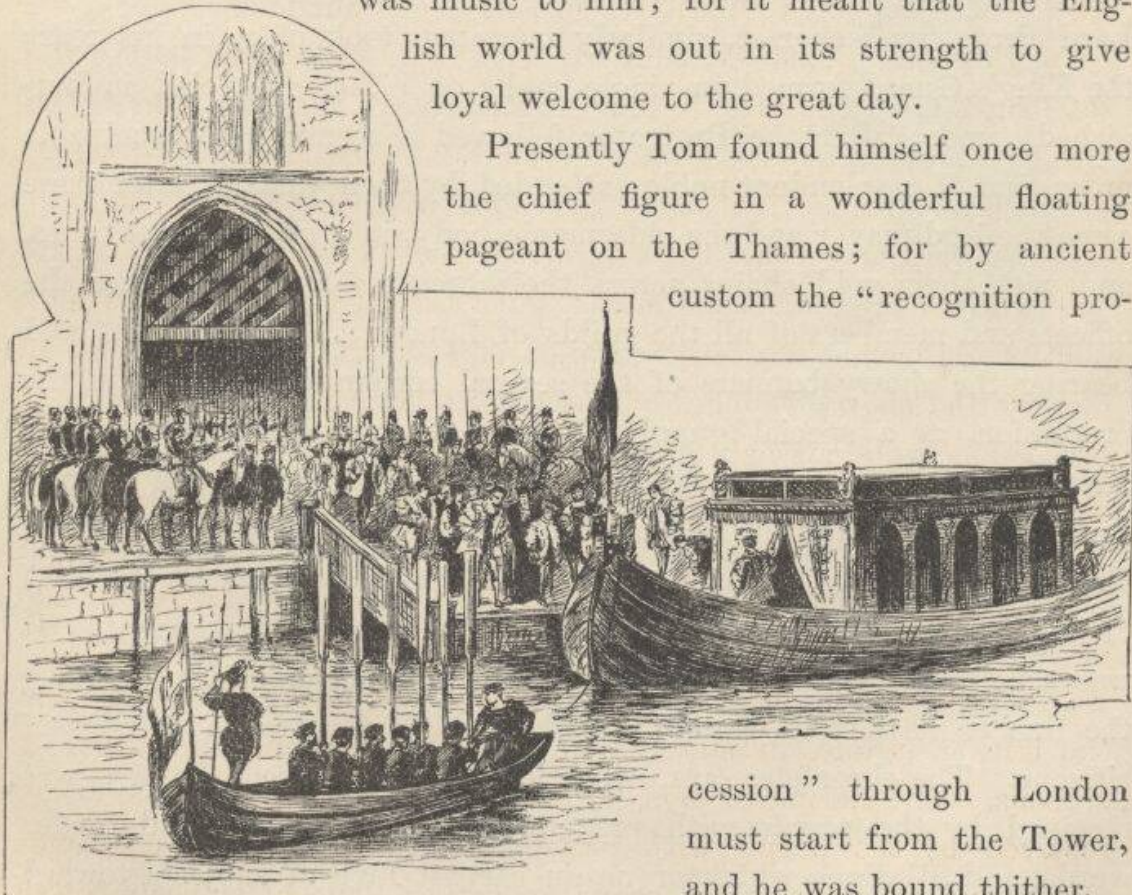 was music to him, for it meant that the Eng-
lish world was out in its strength to give
loyal welcome to the great day.
Presently Tom found himself once more
the chief figure in a wonderful floating
pageant on the Thames; for by ancient
custom the “recognition pro-
cession” through London
must start from the Tower,
and he was bound thither.